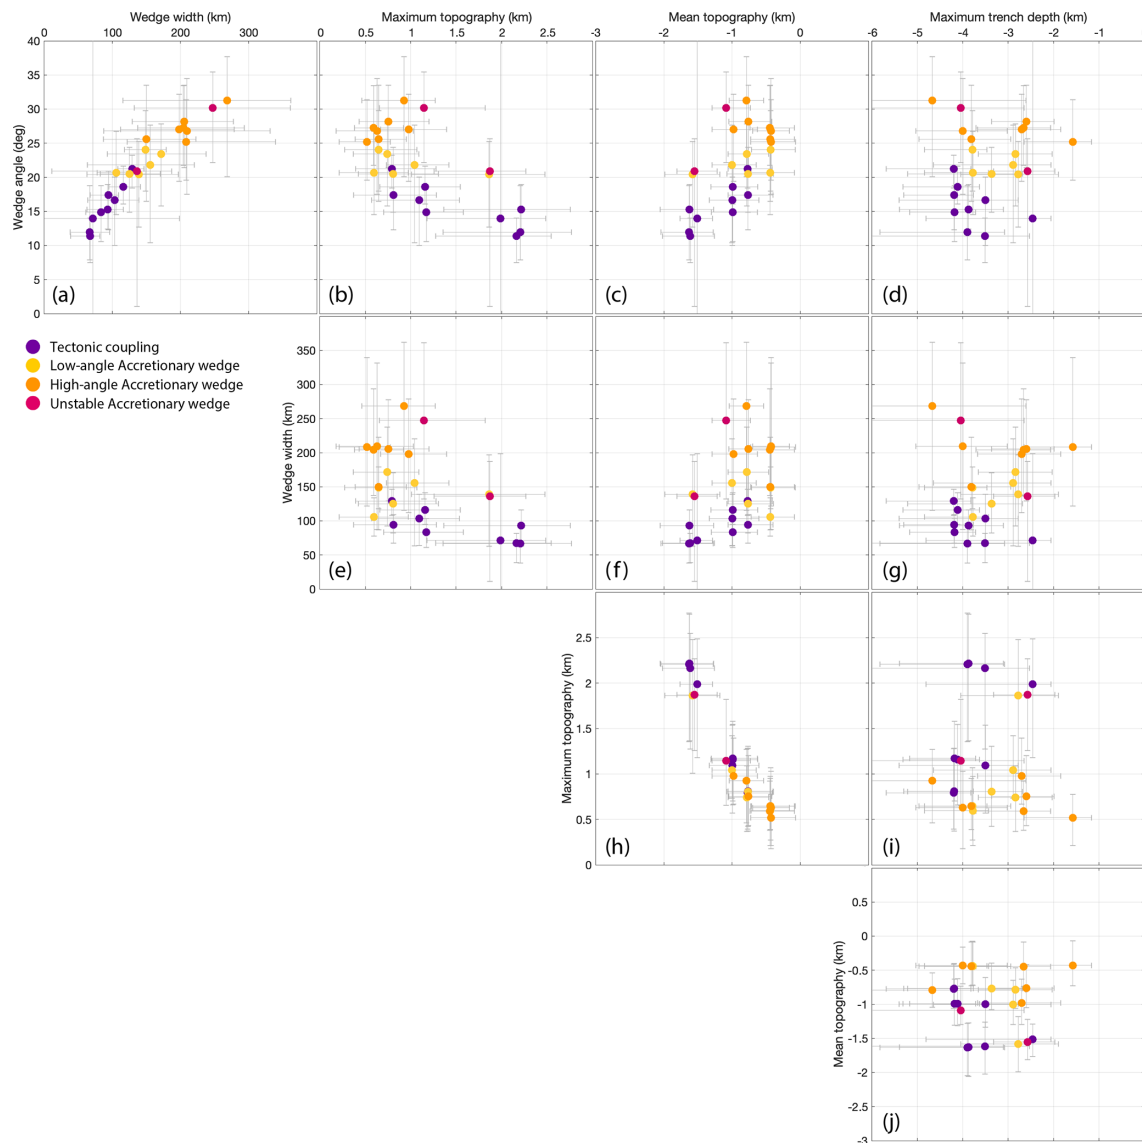 Wedge width (km)
Maximum topography (km)
Mean topography (km)
Maximum trench depth (km)
0 100 200 300
0 0.5 1 1.5 2 2.5
-3 -2 -1 0
-6 -5 -4 -3 -2 -1
Wedge angle (deg)
40
35
30
25
20
15
10
5
0
(a)
(b)
(c)
(d)
Tectonic coupling
Low-angle Accretionary wedge
High-angle Accretionary wedge
Unstable Accretionary wedge
Wedge width (km)
350
300
250
200
150
100
50
0
(e)
(f)
(g)
Maximum topography (km)
2.5
2
1.5
1
0.5
0
(h)
(i)
Mean topography (km)
0.5
0
-0.5
-1
-1.5
-2
-2.5
-3
(j)